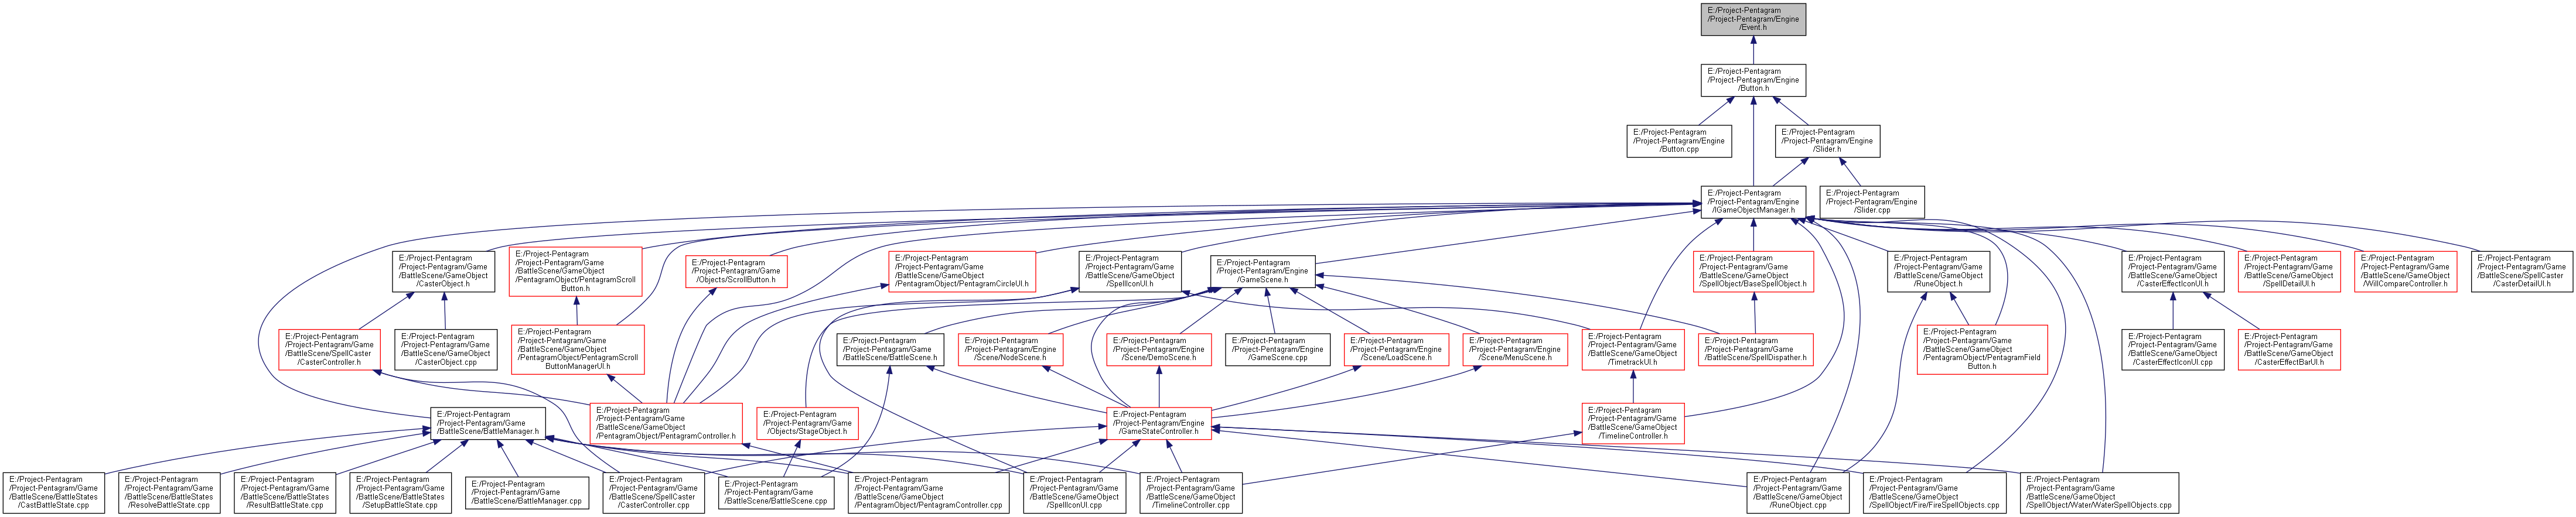 E:/Project-Pentagram
/Project-Pentagram/Engine
/Event.h
E:/Project-Pentagram
/Project-Pentagram/Engine
/Button.h
E:/Project-Pentagram
/Project-Pentagram/Engine
/Button.cpp
E:/Project-Pentagram
/Project-Pentagram/Engine
/Slider.h
E:/Project-Pentagram
/Project-Pentagram/Engine
/IGameObjectManager.h
E:/Project-Pentagram
/Project-Pentagram/Engine
/Slider.cpp
E:/Project-Pentagram
/Project-Pentagram/Game
/BattleScene/GameObject
/CasterObject.h
E:/Project-Pentagram
/Project-Pentagram/Game
/BattleScene/GameObject
/PentagramObject/PentagramScroll
Button.h
E:/Project-Pentagram
/Project-Pentagram/Game
/Objects/ScrollButton.h
E:/Project-Pentagram
/Project-Pentagram/Game
/BattleScene/GameObject
/PentagramObject/PentagramCircleUI.h
E:/Project-Pentagram
/Project-Pentagram/Game
/BattleScene/GameObject
/SpellIconUI.h
E:/Project-Pentagram
/Project-Pentagram/Engine
/GameScene.h
E:/Project-Pentagram
/Project-Pentagram/Game
/BattleScene/GameObject
/SpellObject/BaseSpellObject.h
E:/Project-Pentagram
/Project-Pentagram/Game
/BattleScene/GameObject
/RuneObject.h
E:/Project-Pentagram
/Project-Pentagram/Game
/BattleScene/GameObject
/CasterEffectIconUI.h
E:/Project-Pentagram
/Project-Pentagram/Game
/BattleScene/GameObject
/SpellDetailUI.h
E:/Project-Pentagram
/Project-Pentagram/Game
/BattleScene/GameObject
/WillCompareController.h
E:/Project-Pentagram
/Project-Pentagram/Game
/BattleScene/SpellCaster
/CasterDetailUI.h
E:/Project-Pentagram
/Project-Pentagram/Game
/BattleScene/SpellCaster
/CasterController.h
E:/Project-Pentagram
/Project-Pentagram/Game
/BattleScene/GameObject
/CasterObject.cpp
E:/Project-Pentagram
/Project-Pentagram/Game
/BattleScene/GameObject
/PentagramObject/PentagramScroll
ButtonManagerUI.h
E:/Project-Pentagram
/Project-Pentagram/Game
/BattleScene/BattleScene.h
E:/Project-Pentagram
/Project-Pentagram/Engine
/Scene/NodeScene.h
E:/Project-Pentagram
/Project-Pentagram/Engine
/Scene/DemoScene.h
E:/Project-Pentagram
/Project-Pentagram/Engine
/GameScene.cpp
E:/Project-Pentagram
/Project-Pentagram/Engine
/Scene/LoadScene.h
E:/Project-Pentagram
/Project-Pentagram/Engine
/Scene/MenuScene.h
E:/Project-Pentagram
/Project-Pentagram/Game
/BattleScene/GameObject
/TimetrackUI.h
E:/Project-Pentagram
/Project-Pentagram/Game
/BattleScene/SpellDispather.h
E:/Project-Pentagram
/Project-Pentagram/Game
/BattleScene/GameObject
/PentagramObject/PentagramField
Button.h
E:/Project-Pentagram
/Project-Pentagram/Game
/BattleScene/GameObject
/CasterEffectIconUI.cpp
E:/Project-Pentagram
/Project-Pentagram/Game
/BattleScene/GameObject
/CasterEffectBarUI.h
E:/Project-Pentagram
/Project-Pentagram/Game
/BattleScene/BattleManager.h
E:/Project-Pentagram
/Project-Pentagram/Game
/BattleScene/GameObject
/PentagramObject/PentagramController.h
E:/Project-Pentagram
/Project-Pentagram/Game
/Objects/StageObject.h
E:/Project-Pentagram
/Project-Pentagram/Engine
/GameStateController.h
E:/Project-Pentagram
/Project-Pentagram/Game
/BattleScene/GameObject
/TimelineController.h
E:/Project-Pentagram
/Project-Pentagram/Game
/BattleScene/BattleStates
/CastBattleState.cpp
E:/Project-Pentagram
/Project-Pentagram/Game
/BattleScene/BattleStates
/ResolveBattleState.cpp
E:/Project-Pentagram
/Project-Pentagram/Game
/BattleScene/BattleStates
/ResultBattleState.cpp
E:/Project-Pentagram
/Project-Pentagram/Game
/BattleScene/BattleStates
/SetupBattleState.cpp
E:/Project-Pentagram
/Project-Pentagram/Game
/BattleScene/BattleManager.cpp
E:/Project-Pentagram
/Project-Pentagram/Game
/BattleScene/SpellCaster
/CasterController.cpp
E:/Project-Pentagram
/Project-Pentagram/Game
/BattleScene/BattleScene.cpp
E:/Project-Pentagram
/Project-Pentagram/Game
/BattleScene/GameObject
/PentagramObject/PentagramController.cpp
E:/Project-Pentagram
/Project-Pentagram/Game
/BattleScene/GameObject
/SpellIconUI.cpp
E:/Project-Pentagram
/Project-Pentagram/Game
/BattleScene/GameObject
/TimelineController.cpp
E:/Project-Pentagram
/Project-Pentagram/Game
/BattleScene/GameObject
/RuneObject.cpp
E:/Project-Pentagram
/Project-Pentagram/Game
/BattleScene/GameObject
/SpellObject/Fire/FireSpellObjects.cpp
E:/Project-Pentagram
/Project-Pentagram/Game
/BattleScene/GameObject
/SpellObject/Water/WaterSpellObjects.cpp